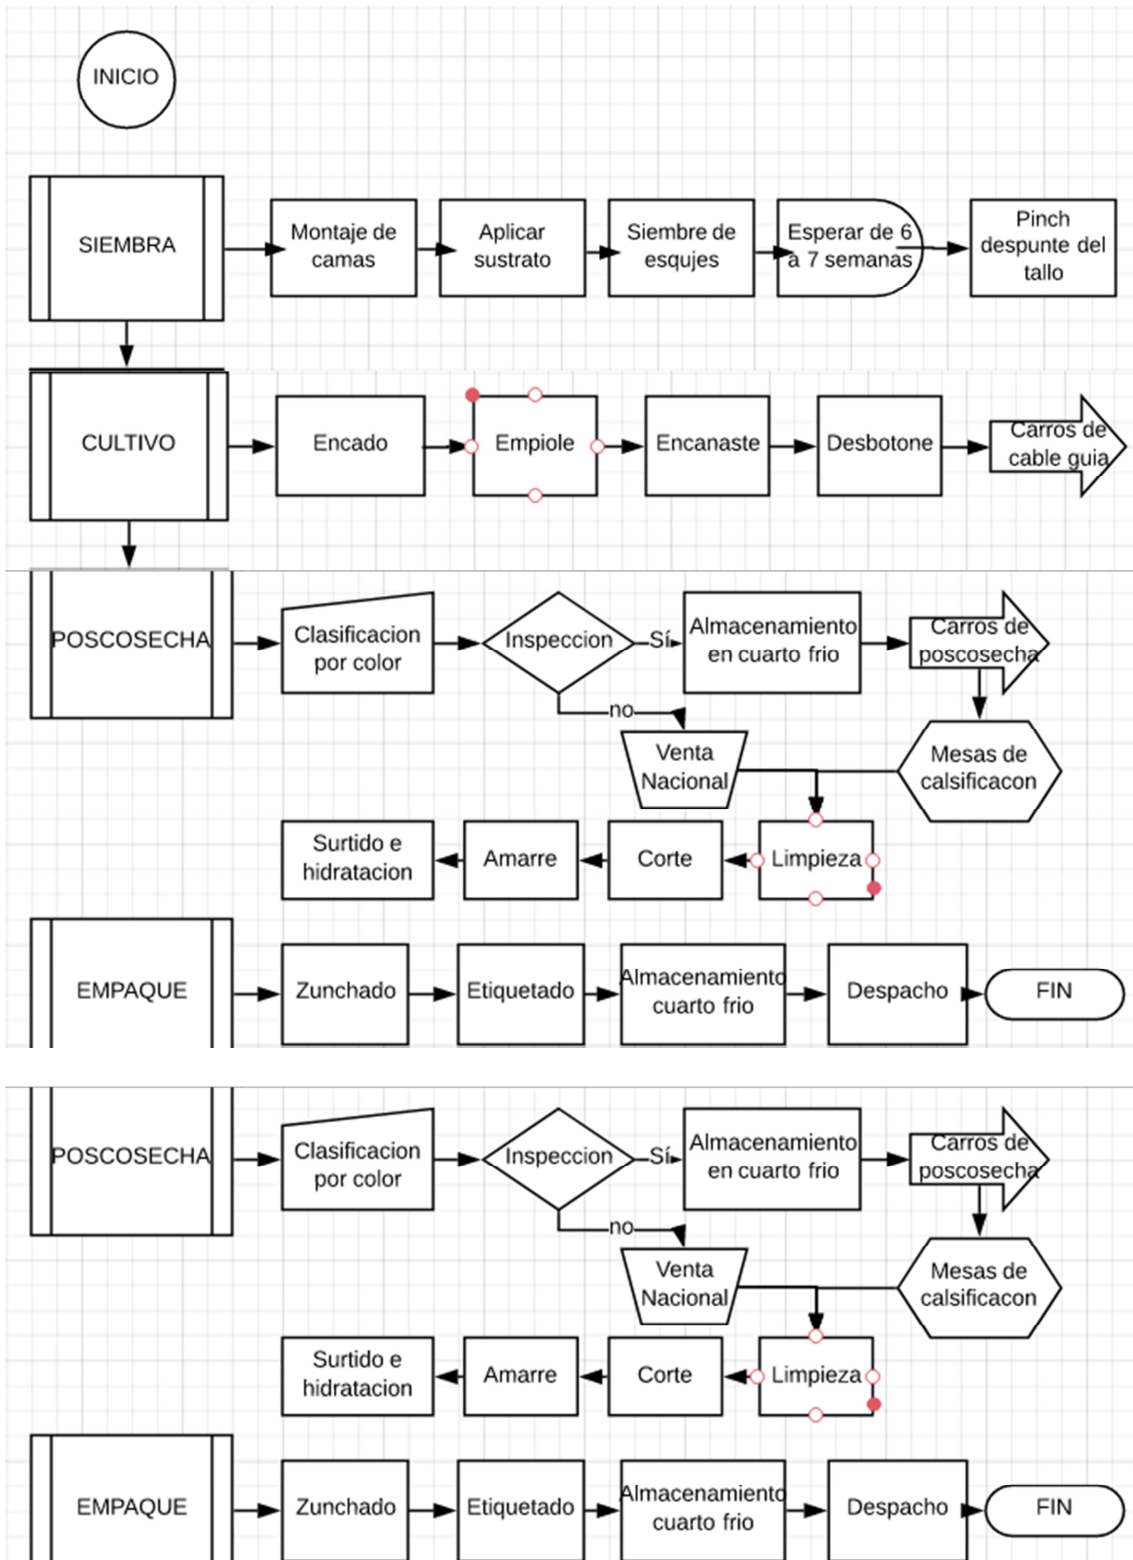 INICIO
SIEMBRA
Montaje de
camas
Aplicar
sustrato
Siembre de
esqujes
Esperar de 6
a 7 semanas
Pinch
despunte del
tallo
CULTIVO
Encado
Empiole
Encanaste
Desbotone
Carros de
cable guia
POSCOSECHA
Clasificacion
por color
Inspeccion
Sí
Almacenamiento
en cuarto frio
Carros de
poscosecha
no
Venta
Nacional
Mesas de
calsificacon
Surtido e
hidratacion
Amarre
Corte
Limpieza
EMPAQUE
Zunchado
Etiquetado
Almacenamiento
cuarto frio
Despacho
FIN
POSCOSECHA
Clasificacion
por color
Inspeccion
Sí
Almacenamiento
en cuarto frio
Carros de
poscosecha
no
Venta
Nacional
Mesas de
calsificacon
Surtido e
hidratacion
Amarre
Corte
Limpieza
EMPAQUE
Zunchado
Etiquetado
Almacenamiento
cuarto frio
Despacho
FIN